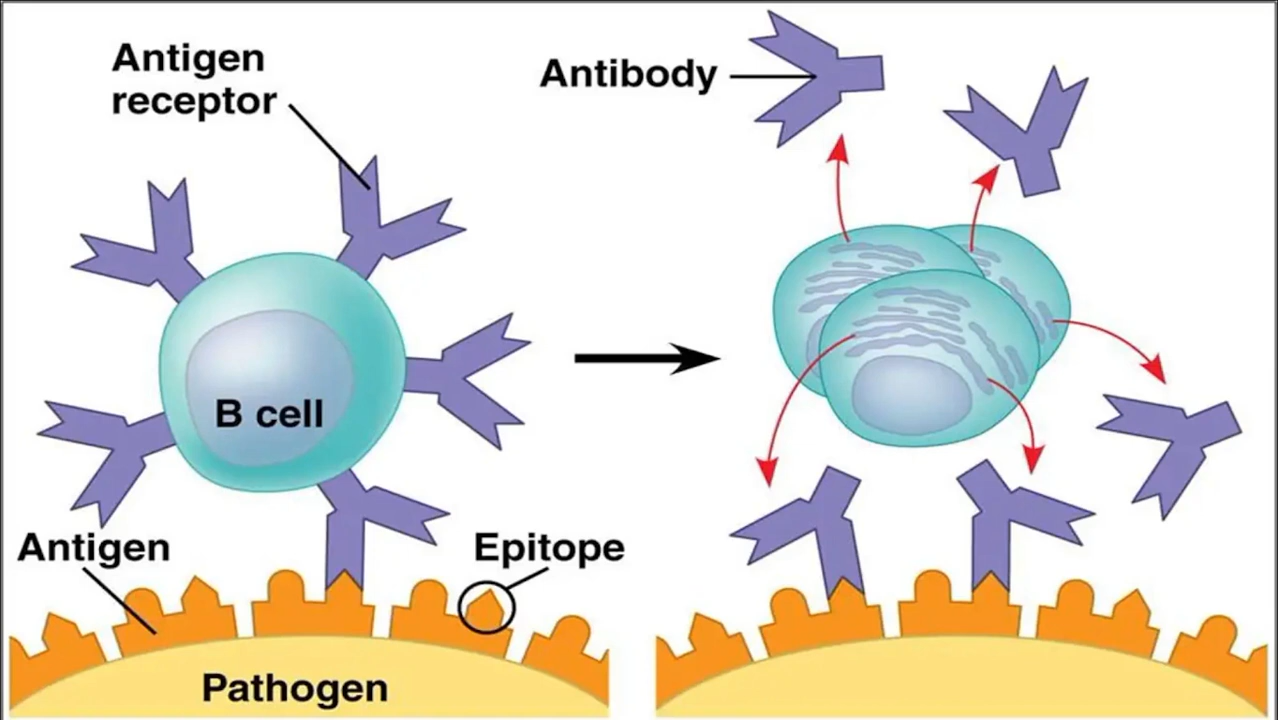 Antigen
receptor
Antibody
B cell
Antigen
Epitope
Pathogen